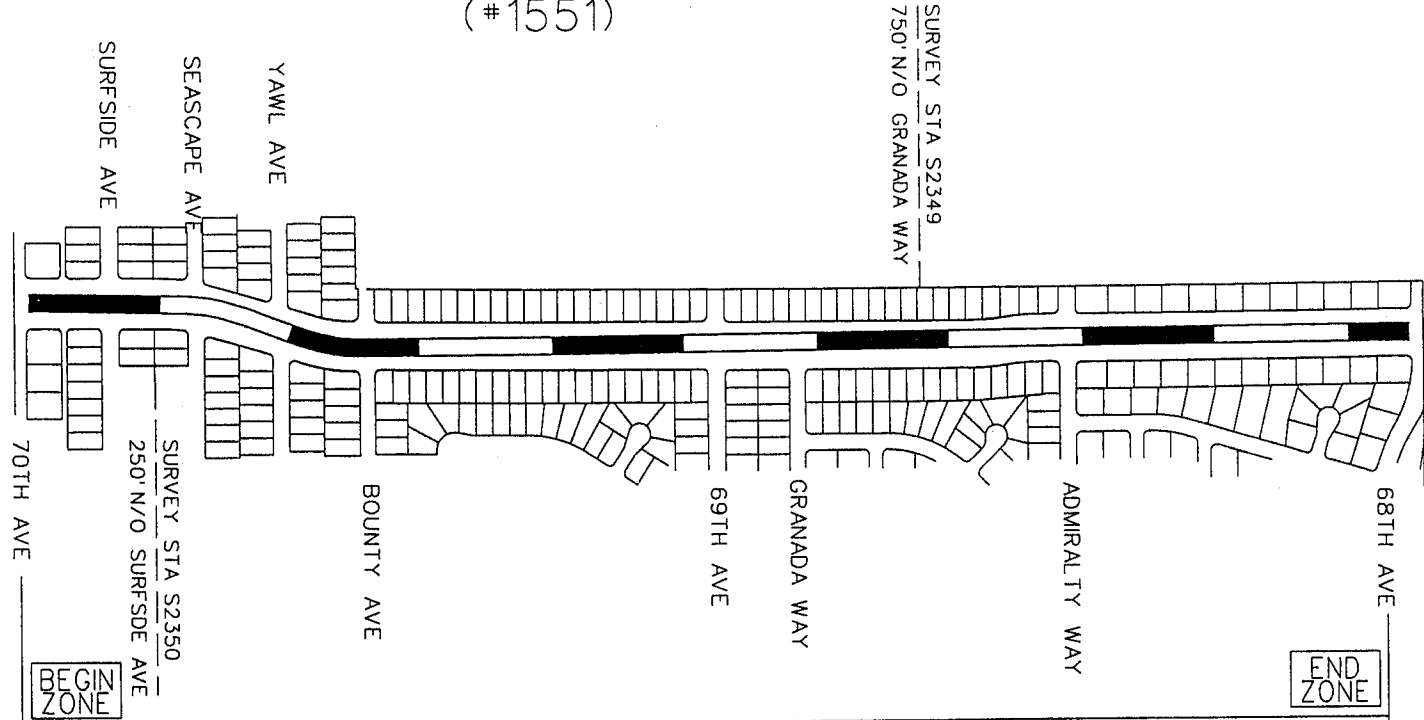 (#1551)
SURVEY STA S2349
750' N/O GRANADA WAY
SURFSIDE AVE
SEASCAPE AVE
YAWL AVE
70TH AVE
SURVEY STA S2350
250' N/O SURFSDE AVE
BOUNTY AVE
69TH AVE
GRANADA WAY
ADMIRALTY WAY
68TH AVE
BEGIN
ZONE
END
ZONE